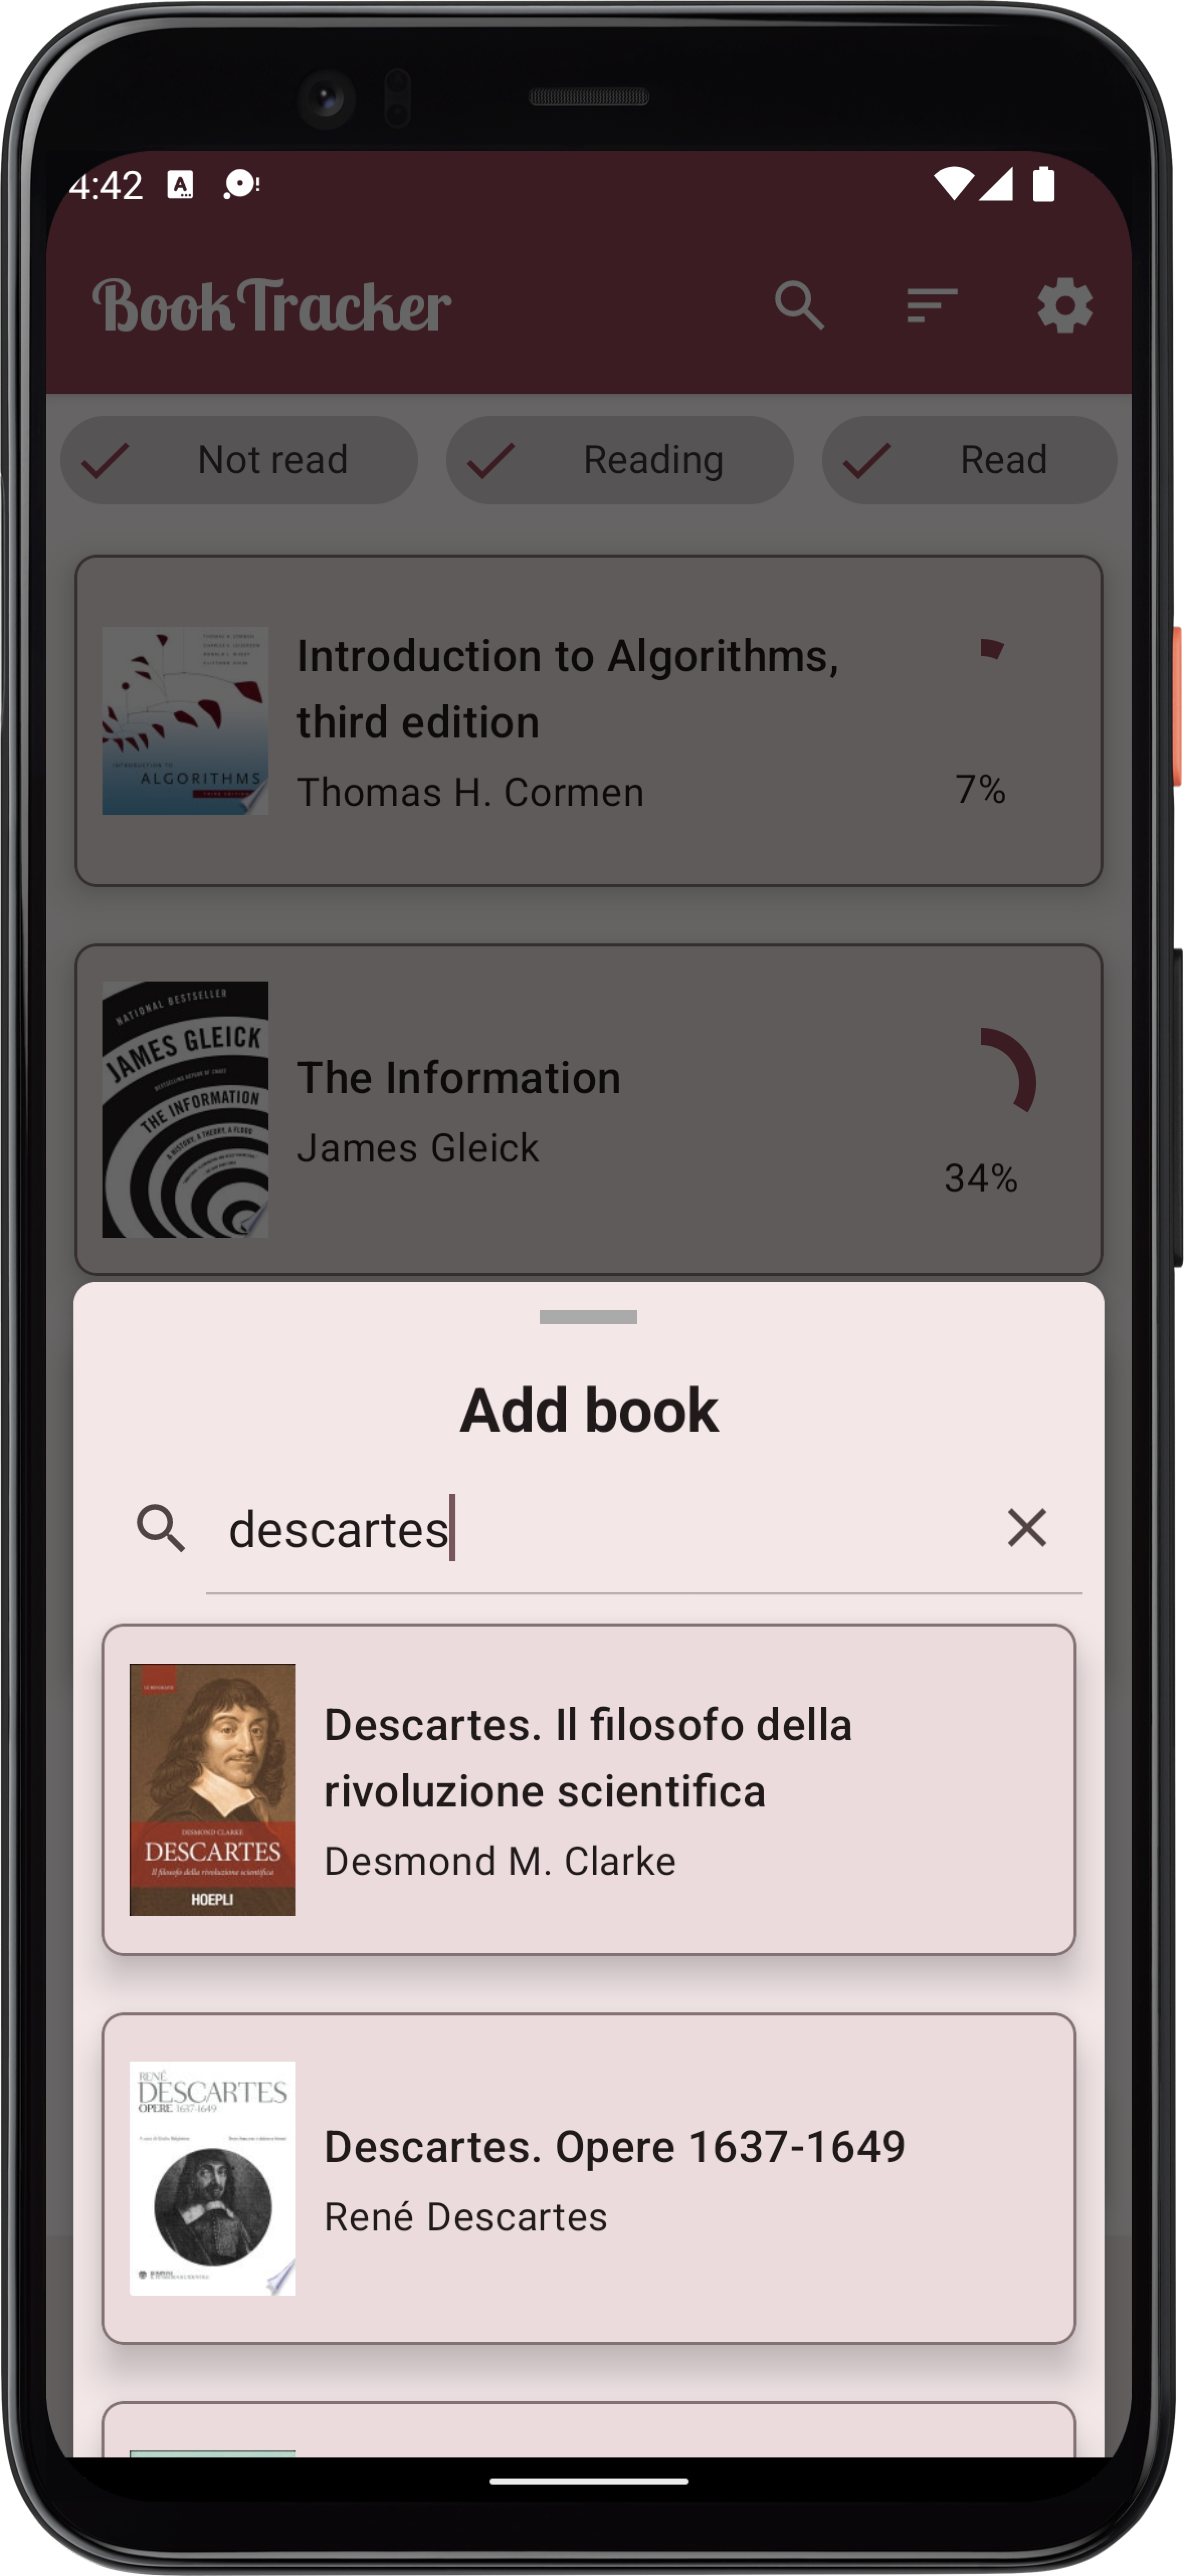 4:42
BookTracker
Not read
Reading
Read
Introduction to Algorithms,
third edition
Thomas H. Cormen
7%
INTRODUCTION TO
ALGORITHMS
NATIONAL BESTSELLER
JAMES GLEICK
THE INFORMATION
A HISTORY, A THEORY, A FLOOD
The Information
James Gleick
34%
Add book
descartes
Descartes. Il filosofo della
rivoluzione scientifica
Desmond M. Clarke
DESMOND CLARKE
DESCARTES
Il filosofo della rivoluzione scientifica
HOEPLI
RENÉ
DESCARTES
OPERE 1637-1649
Descartes. Opere 1637-1649
René Descartes